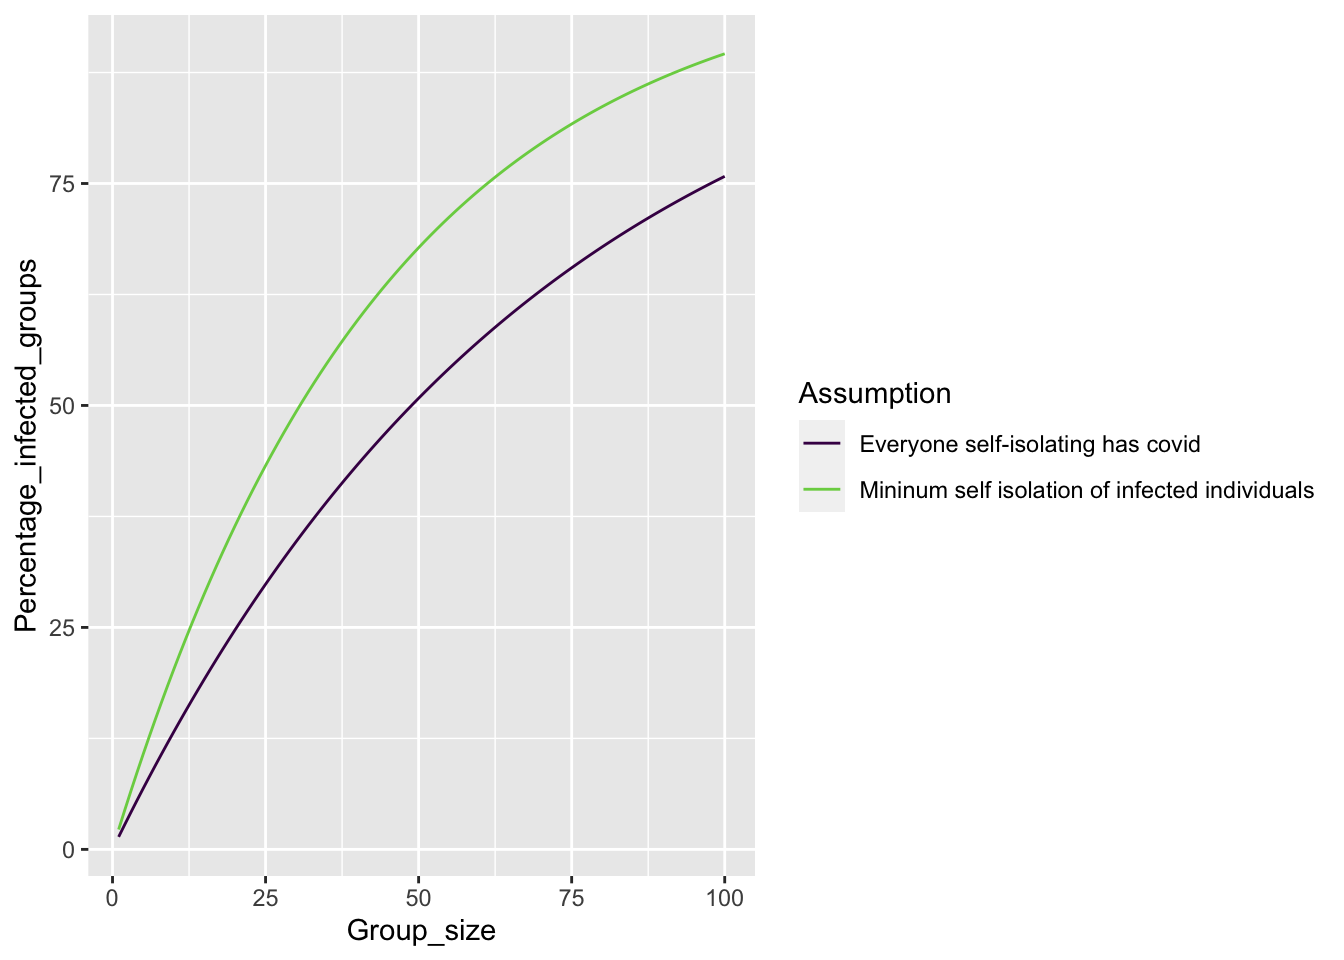 Percentage_infected_groups
75
50
25
0
0 25 50 75 100
Group_size
Assumption
Everyone self-isolating has covid
Mininum self isolation of infected individuals